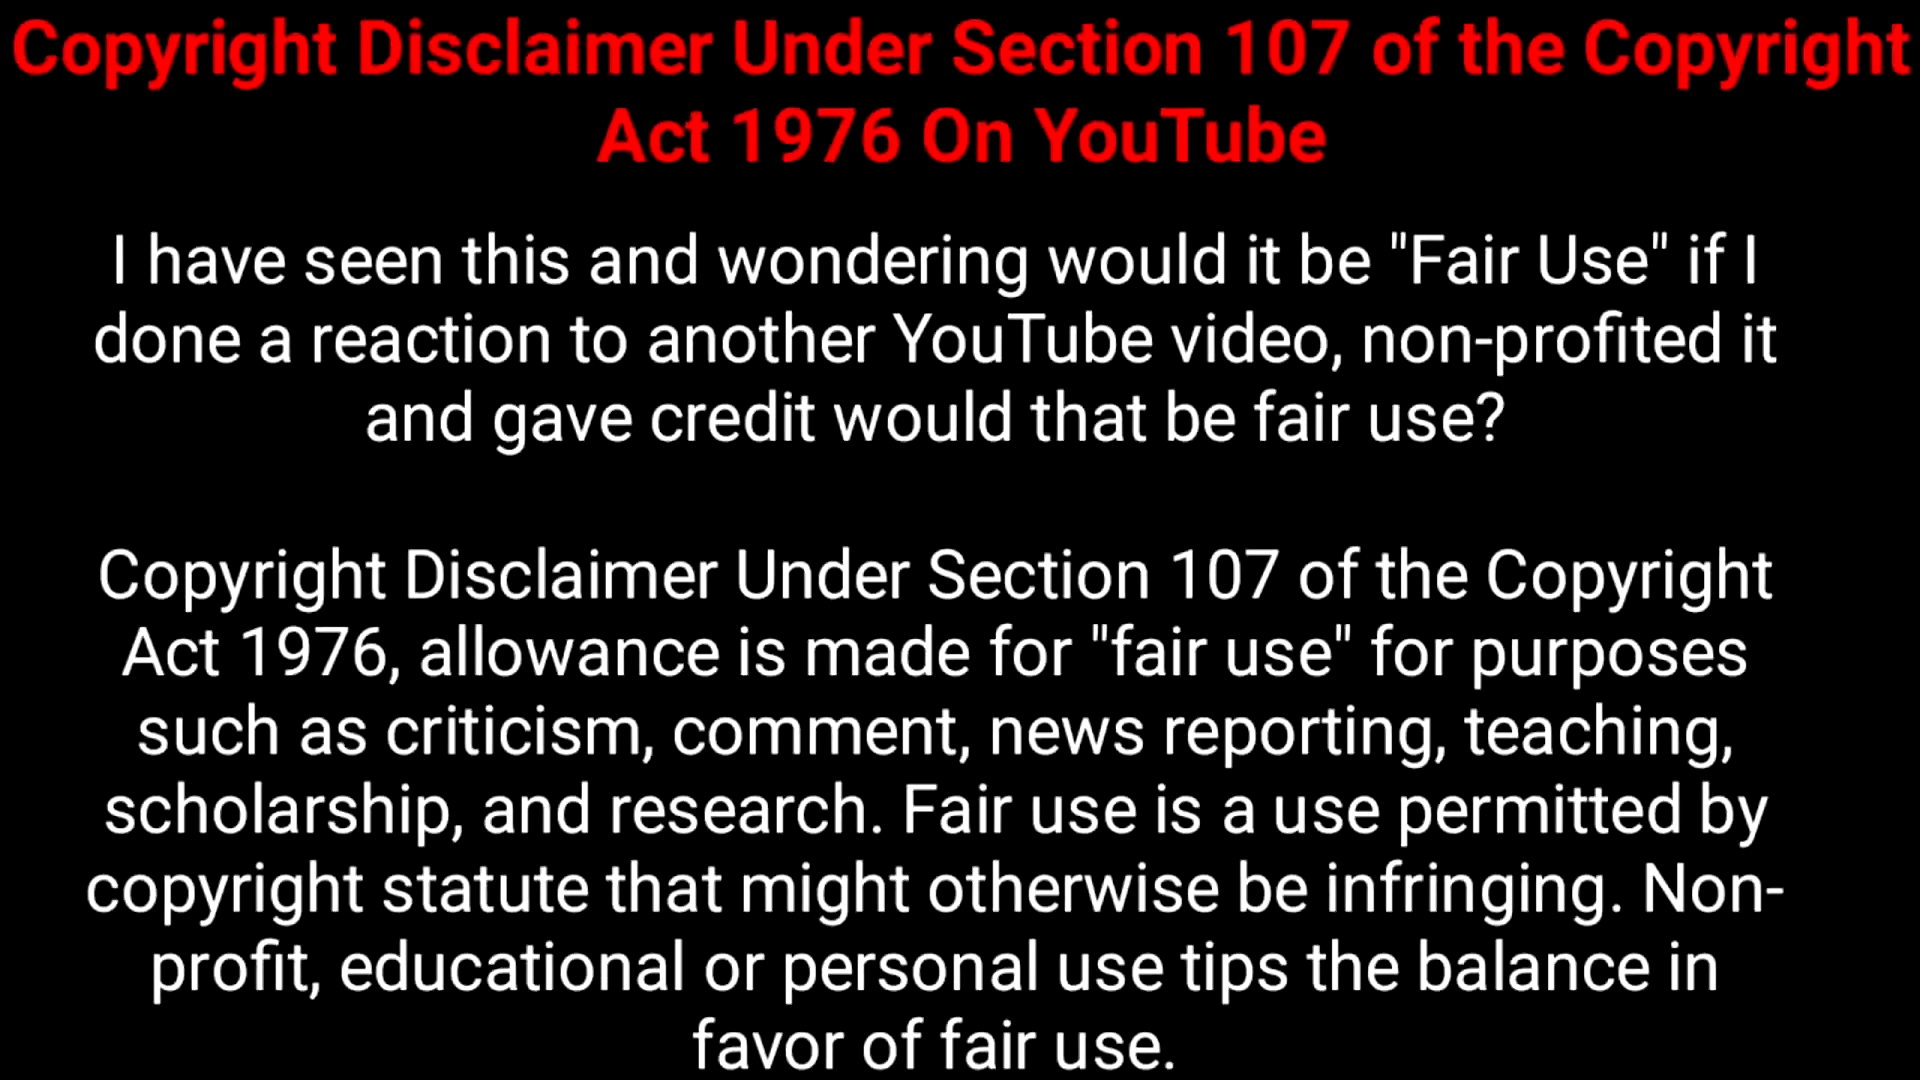 Copyright Disclaimer Under Section 107 of the Copyright
Act 1976 On YouTube
I have seen this and wondering would it be "Fair Use" if I
done a reaction to another YouTube video, non-profited it
and gave credit would that be fair use?
Copyright Disclaimer Under Section 107 of the Copyright
Act 1976, allowance is made for "fair use" for purposes
such as criticism, comment, news reporting, teaching,
scholarship, and research. Fair use is a use permitted by
copyright statute that might otherwise be infringing. Non-
profit, educational or personal use tips the balance in
favor of fair use.